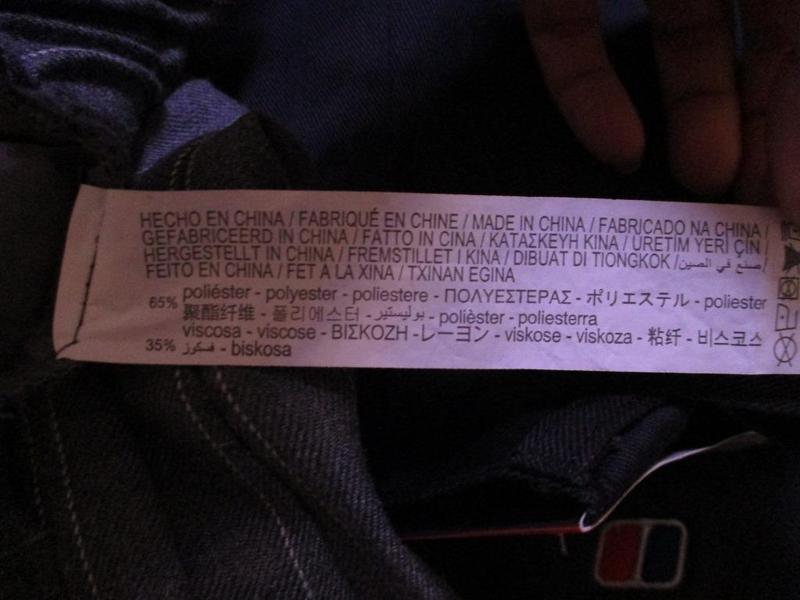 HECHO EN CHINA / FABRIQUÉ EN CHINE / MADE IN CHINA / FABRICADO NA CHINA /
GEFABRICEERD IN CHINA / FATTO IN CINA / ΚΑΤΑΣΚΕΥΗ ΚΙΝΑ / ÜRETİM YERİ ÇİN /
HERGESTELLT IN CHINA / FREMSTILLET I KINA / DIBUAT DI TIONGKOK / صنع في الصين /
FEITO EN CHINA / FET A LA XINA / TXINAN EGINA
65% poliéster - polyester - poliestere - ΠΟΛΥΕΣΤΕΡΑΣ - ポリエステル - poliester
聚酯纤维 - 폴리에스터 - بوليستير - polièster - poliesterra
viscosa - viscose - ΒΙΣΚΟΖΗ -レーヨン - viskose - viskoza - 粘纤 - 비스코스
35% فسكوز - biskosa